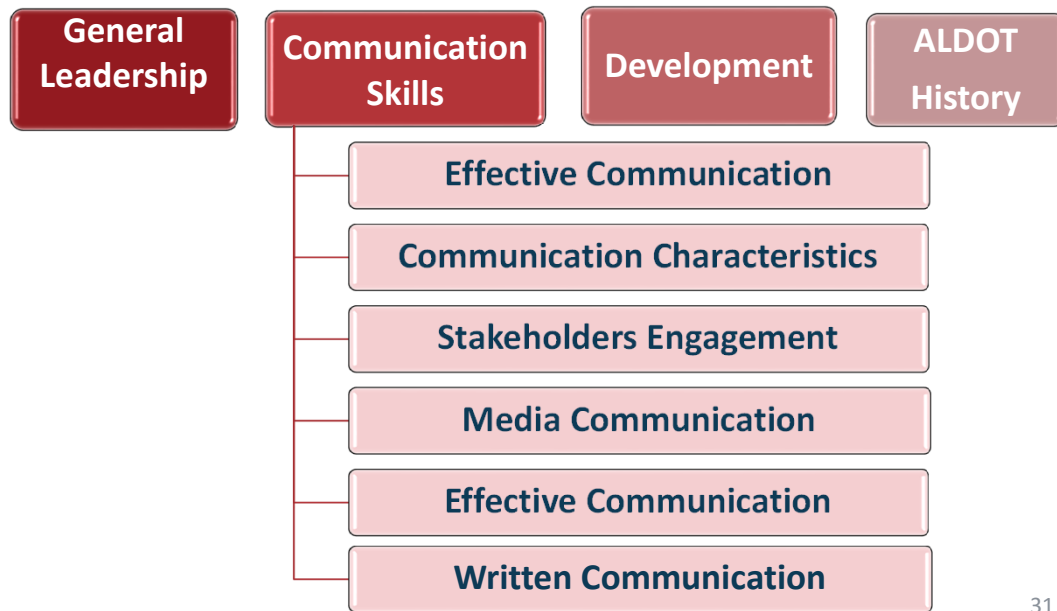 General
Leadership
Communication
Skills
Development
ALDOT
History
Effective Communication
Communication Characteristics
Stakeholders Engagement
Media Communication
Effective Communication
Written Communication
31